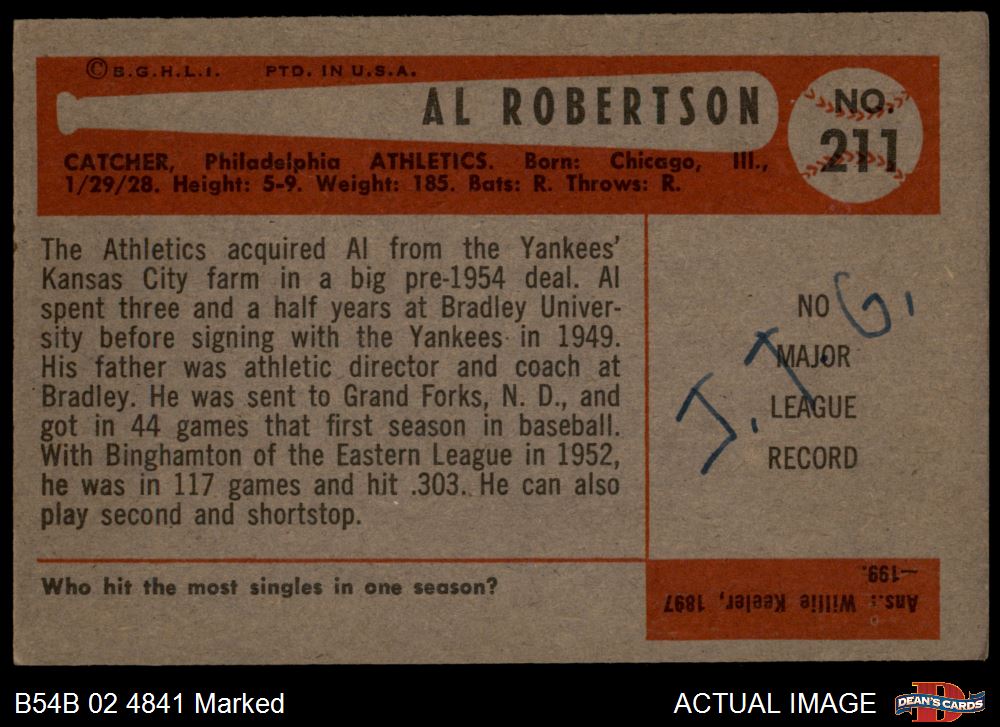 © B.G.H.L.I. PTD. IN U.S.A.
AL ROBERTSON
NO.
211
CATCHER, Philadelphia ATHLETICS. Born: Chicago, Ill.,
1/29/28. Height: 5-9. Weight: 185. Bats: R. Throws: R.
The Athletics acquired Al from the Yankees'
Kansas City farm in a big pre-1954 deal. Al
spent three and a half years at Bradley Univer-
sity before signing with the Yankees in 1949.
His father was athletic director and coach at
Bradley. He was sent to Grand Forks, N. D., and
got in 44 games that first season in baseball.
With Binghamton of the Eastern League in 1952,
he was in 117 games and hit .303. He can also
play second and shortstop.
NO
MAJOR
LEAGUE
RECORD
J.T.G.
Who hit the most singles in one season?
Ans.: Willie Keeler, 1897
—199.
B54B 02 4841 Marked
ACTUAL IMAGE
D
DEAN'S CARDS